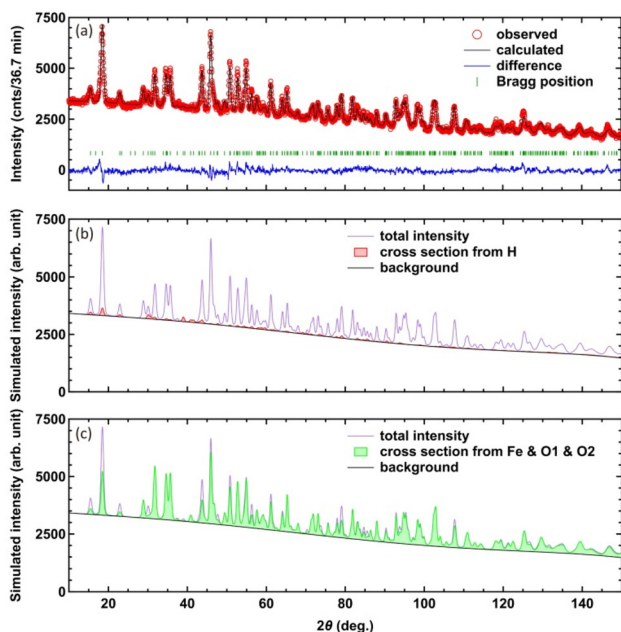 (a)
7500
5000
2500
0
Intensity (cnts/36.7 min)
observed
calculated
difference
Bragg position
(b)
7500
5000
2500
0
Simulated intensity (arb. unit)
total intensity
cross section from H
background
(c)
7500
5000
2500
0
Simulated intensity (arb. unit)
total intensity
cross section from Fe & O1 & O2
background
20 40 60 80 100 120 140
2θ (deg.)